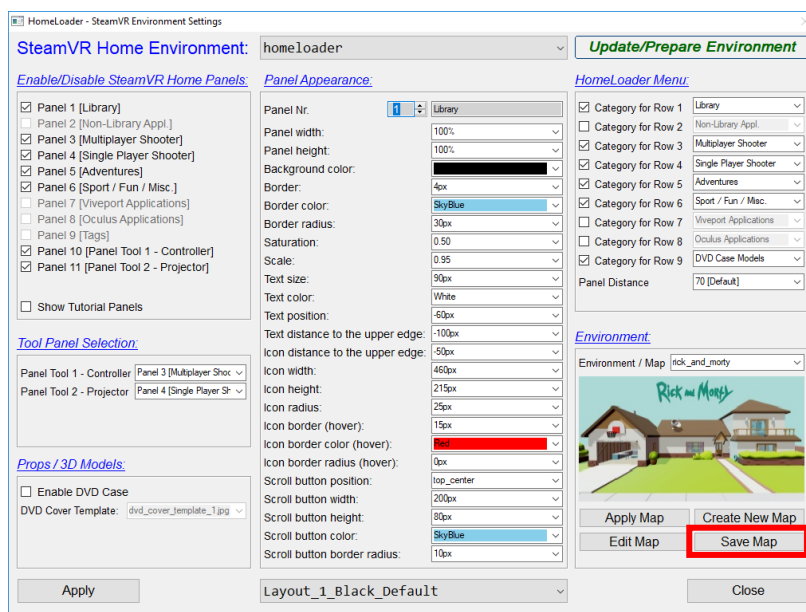 HomeLoader - SteamVR Environment Settings
SteamVR Home Environment:
homeloader
Update/Prepare Environment
Enable/Disable SteamVR Home Panels:
Panel 1 [Library]
Panel 2 [Non-Library Appl.]
Panel 3 [Multiplayer Shooter]
Panel 4 [Single Player Shooter]
Panel 5 [Adventures]
Panel 6 [Sport / Fun / Misc.]
Panel 7 [Viveport Applications]
Panel 8 [Oculus Applications]
Panel 9 [Tags]
Panel 10 [Panel Tool 1 - Controller]
Panel 11 [Panel Tool 2 - Projector]
Show Tutorial Panels
Tool Panel Selection:
Panel Tool 1 - Controller Panel 3 [Multiplayer Shoc
Panel Tool 2 - Projector Panel 4 [Single Player Sh
Props / 3D Models:
Enable DVD Case
DVD Cover Template: dvd_cover_template_1.jpg
Apply
Panel Appearance:
Panel Nr. 1 Library
Panel width: 100%
Panel height: 100%
Background color:
Border: 4px
Border color: SkyBlue
Border radius: 30px
Saturation: 0.50
Scale: 0.95
Text size: 90px
Text color: White
Text position: -60px
Text distance to the upper edge: -100px
Icon distance to the upper edge: -50px
Icon width: 460px
Icon height: 215px
Icon radius: 25px
Icon border (hover): 15px
Icon border color (hover): Red
Icon border radius (hover): 0px
Scroll button position: top_center
Scroll button width: 200px
Scroll button height: 80px
Scroll button color: SkyBlue
Scroll button border radius: 10px
Layout_1_Black_Default
HomeLoader Menu:
Category for Row 1 Library
Category for Row 2 Non-Library Appl.
Category for Row 3 Multiplayer Shooter
Category for Row 4 Single Player Shooter
Category for Row 5 Adventures
Category for Row 6 Sport / Fun / Misc.
Category for Row 7 Viveport Applications
Category for Row 8 Oculus Applications
Category for Row 9 DVD Case Models
Panel Distance 70 [Default]
Environment:
Environment / Map rick_and_morty
Rick and Morty
Apply Map Create New Map
Edit Map Save Map
Close